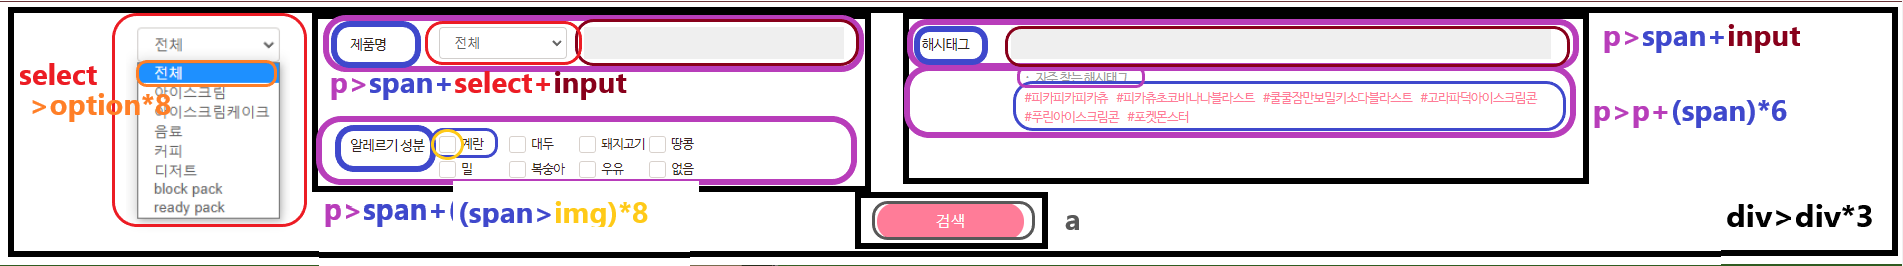 전체
전체
아이스크림
아이스크림케이크
음료
커피
디저트
block pack
ready pack
select
>option*8
제품명
전체
p>span+select+input
알레르기 성분
계란
대두
돼지고기
땅콩
밀
복숭아
우유
없음
p>span+(
(span>img)*8
해시태그
p>span+input
· 자주 찾는 해시태그
#피카피카피카츄 #피카츄초코바나나블라스트 #쿨쿨잠만보밀키소다블라스트 #고라파덕아이스크림콘
#푸린아이스크림콘 #포켓몬스터
p>p+(span)*6
검색
a
div>div*3